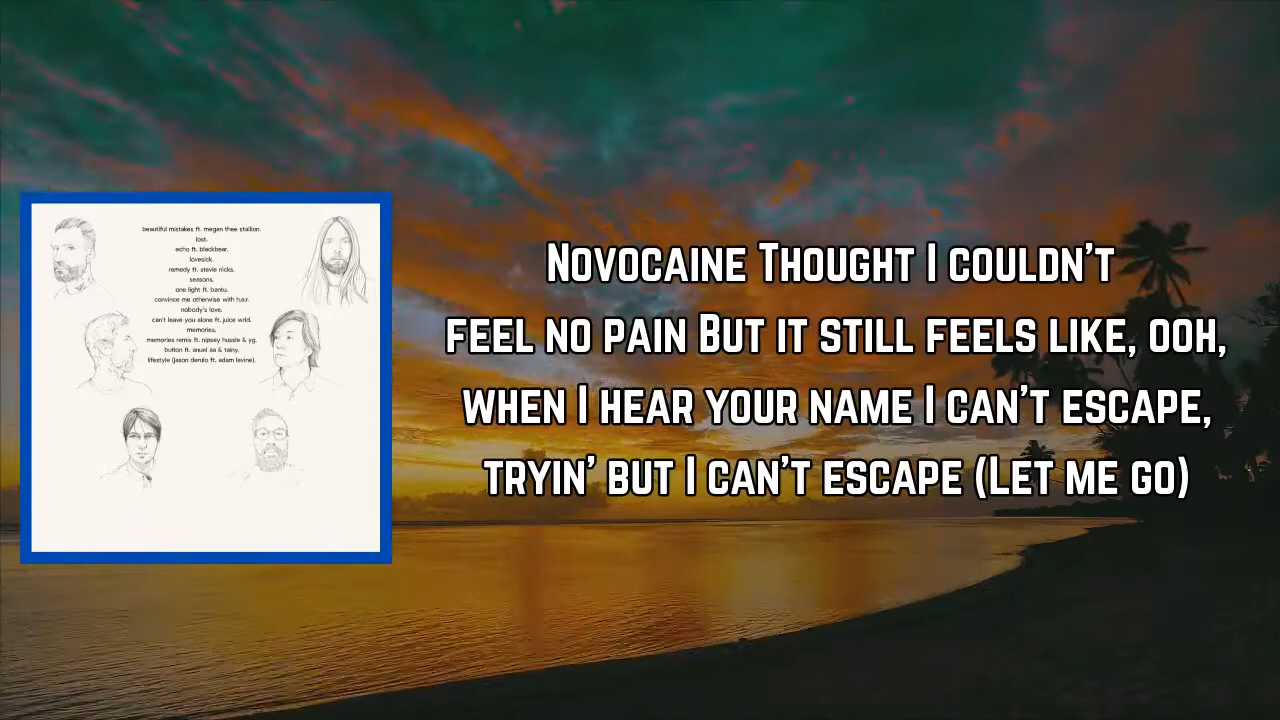 beautiful mistakes ft. megan thee stallion.
lost.
echo ft. blackbear.
lovesick.
remedy ft. stevie nicks.
seasons.
one light ft. bantu.
convince me otherwise with h.e.r.
nobody's love.
can't leave you alone ft. juice wrld.
memories.
memories remix ft. nipsey hussle & yg.
button ft. anuel aa & tainy.
lifestyle (jason derulo ft. adam levine).
Novocaine Thought I couldn't
feel no pain But it still feels like, ooh,
when I hear your name I can't escape,
tryin' but I can't escape (Let me go)